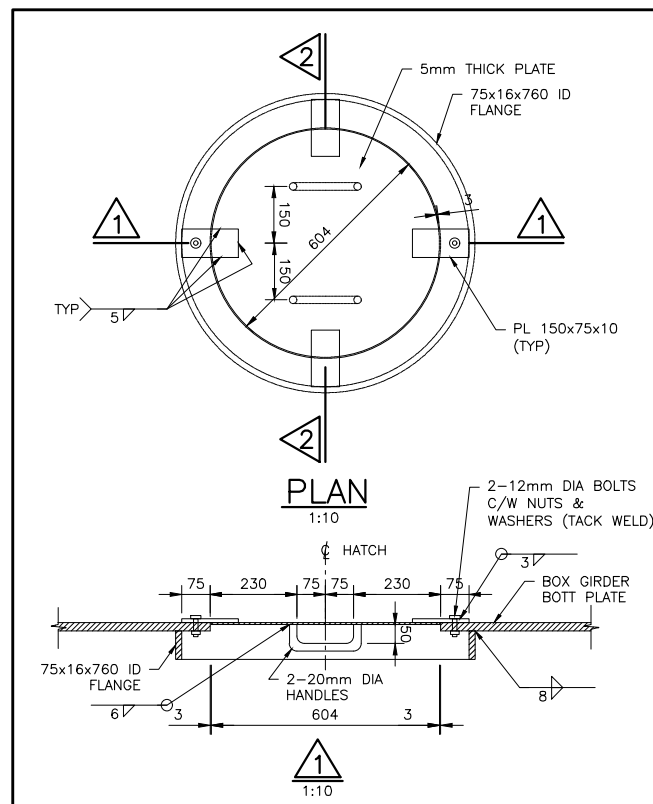 2
5mm THICK PLATE
75x16x760 ID
FLANGE
3
150
604
1
1
150
TYP
5
PL 150x75x10
(TYP)
2
PLAN
1:10
2-12mm DIA BOLTS
C/W NUTS &
WASHERS (TACK WELD)
℄ HATCH
3
75
230
75
75
230
75
BOX GIRDER
BOTT PLATE
50
75x16x760 ID
FLANGE
2-20mm DIA
HANDLES
8
6
3
604
3
1
1:10